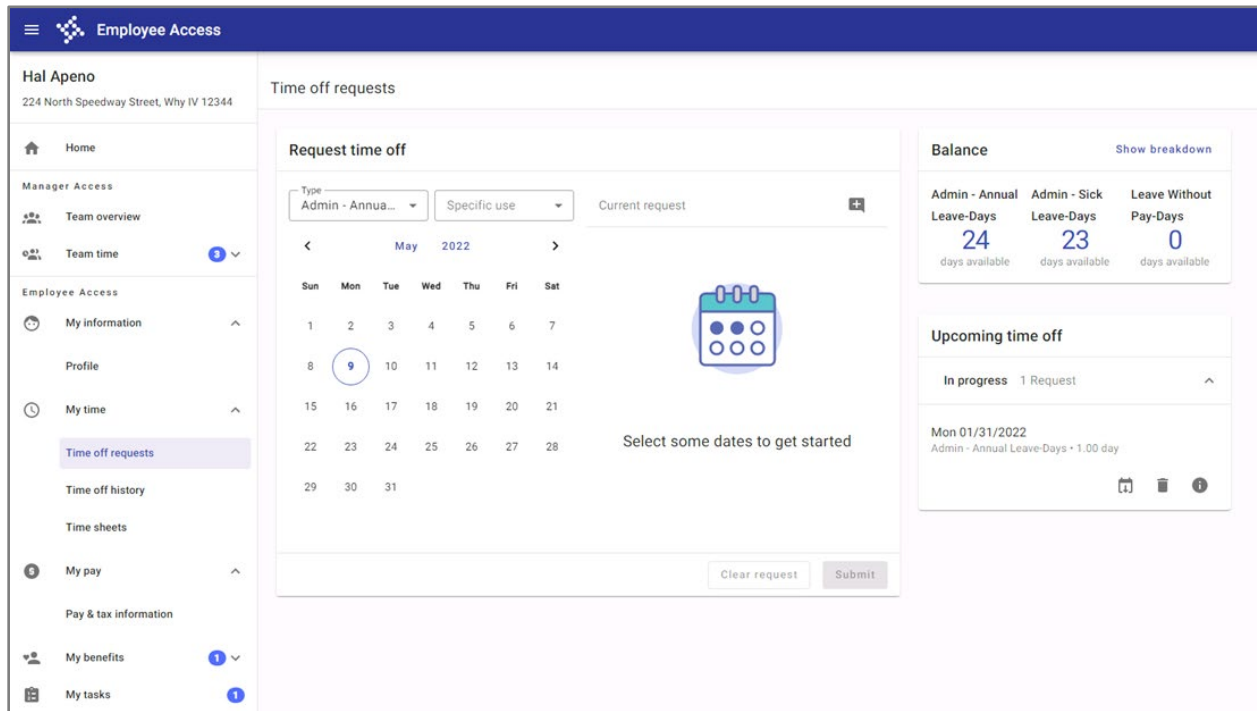 Employee Access
Hal Apeno
224 North Speedway Street, Why IV 12344
Home
Manager Access
Team overview
Team time 3
Employee Access
My information
Profile
My time
Time off requests
Time off history
Time sheets
My pay
Pay & tax information
My benefits 1
My tasks 1
Time off requests
Request time off
Type
Admin - Annua...
Specific use
Current request
May 2022
Sun Mon Tue Wed Thu Fri Sat
1 2 3 4 5 6 7
8 9 10 11 12 13 14
15 16 17 18 19 20 21
22 23 24 25 26 27 28
29 30 31
Select some dates to get started
Clear request
Submit
Balance
Show breakdown
Admin - Annual
Leave-Days
24
days available
Admin - Sick
Leave-Days
23
days available
Leave Without
Pay-Days
0
days available
Upcoming time off
In progress 1 Request
Mon 01/31/2022
Admin - Annual Leave-Days • 1.00 day